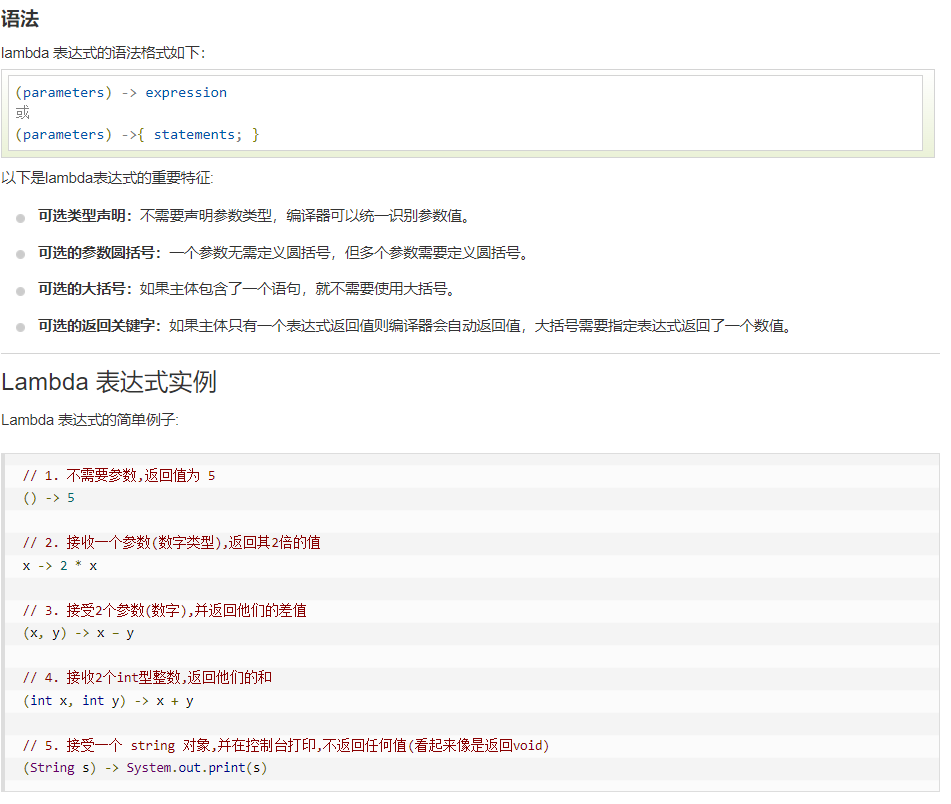 语法
lambda 表达式的语法格式如下：
(parameters) -> expression
或
(parameters) ->{ statements; }
以下是lambda表达式的重要特征:
可选类型声明：不需要声明参数类型，编译器可以统一识别参数值。
可选的参数圆括号：一个参数无需定义圆括号，但多个参数需要定义圆括号。
可选的大括号：如果主体包含了一个语句，就不需要使用大括号。
可选的返回关键字：如果主体只有一个表达式返回值则编译器会自动返回值，大括号需要指定表达式返回了一个数值。
Lambda 表达式实例
Lambda 表达式的简单例子:
// 1. 不需要参数,返回值为 5
() -> 5
// 2. 接收一个参数(数字类型),返回其2倍的值
x -> 2 * x
// 3. 接受2个参数(数字),并返回他们的差值
(x, y) -> x – y
// 4. 接收2个int型整数,返回他们的和
(int x, int y) -> x + y
// 5. 接受一个 string 对象,并在控制台打印,不返回任何值(看起来像是返回void)
(String s) -> System.out.print(s)